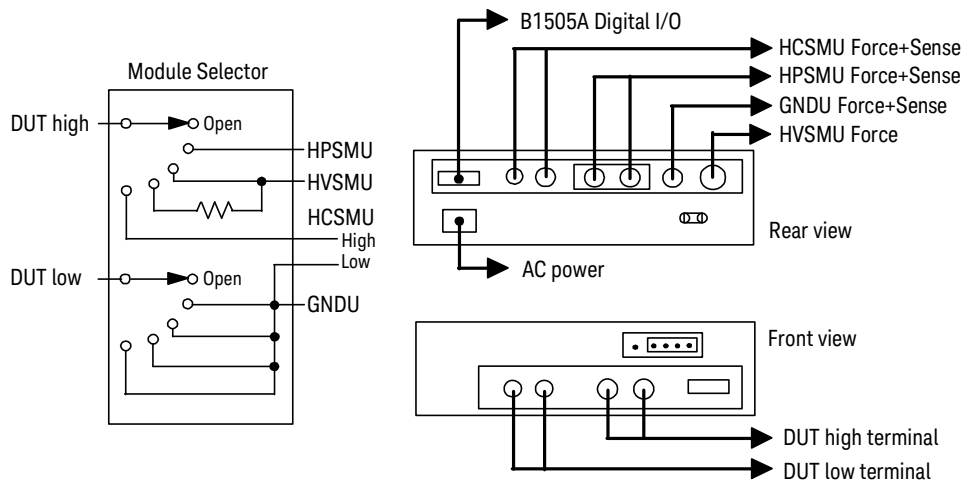 Module Selector
DUT high
Open
HPSMU
HVSMU
HCSMU
High
Low
DUT low
Open
GNDU
B1505A Digital I/O
HCSMU Force+Sense
HPSMU Force+Sense
GNDU Force+Sense
HVSMU Force
Rear view
AC power
Front view
DUT high terminal
DUT low terminal